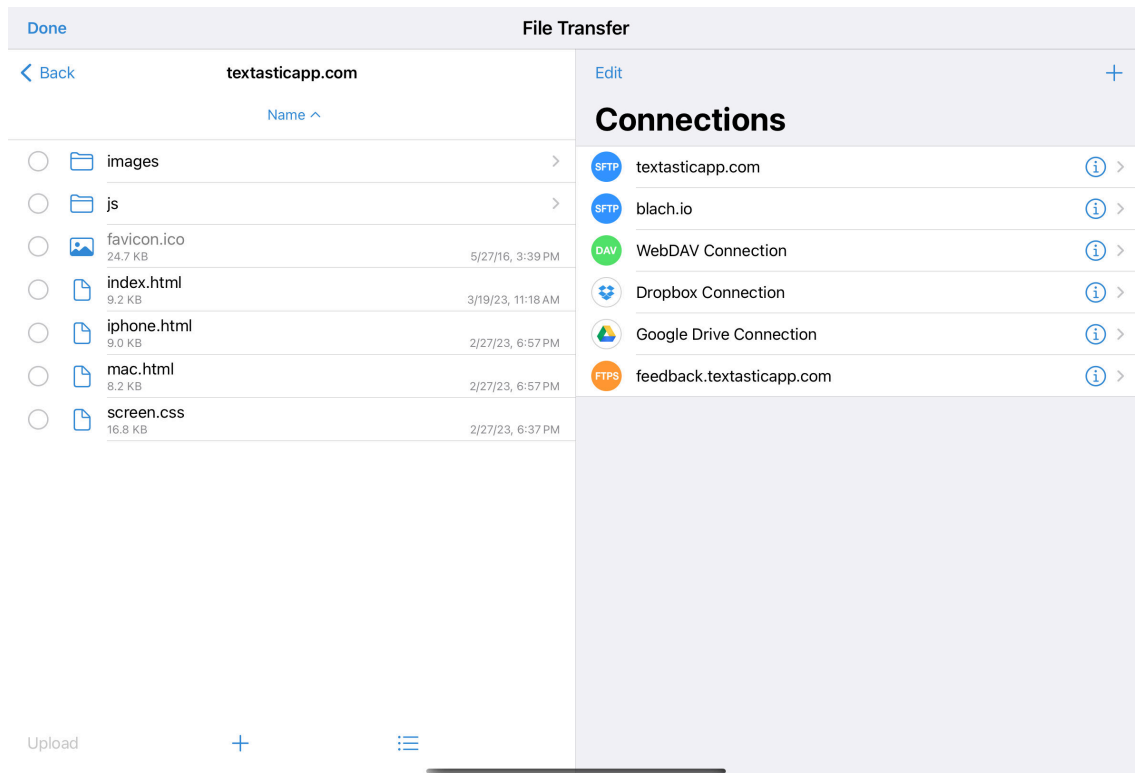 Done
File Transfer
Back
textasticapp.com
Name
images
js
favicon.ico
24.7 KB
5/27/16, 3:39 PM
index.html
9.2 KB
3/19/23, 11:18 AM
iphone.html
9.0 KB
2/27/23, 6:57 PM
mac.html
8.2 KB
2/27/23, 6:57 PM
screen.css
16.8 KB
2/27/23, 6:37 PM
Upload
Edit
Connections
SFTP
textasticapp.com
SFTP
blach.io
DAV
WebDAV Connection
Dropbox Connection
Google Drive Connection
FTPS
feedback.textasticapp.com